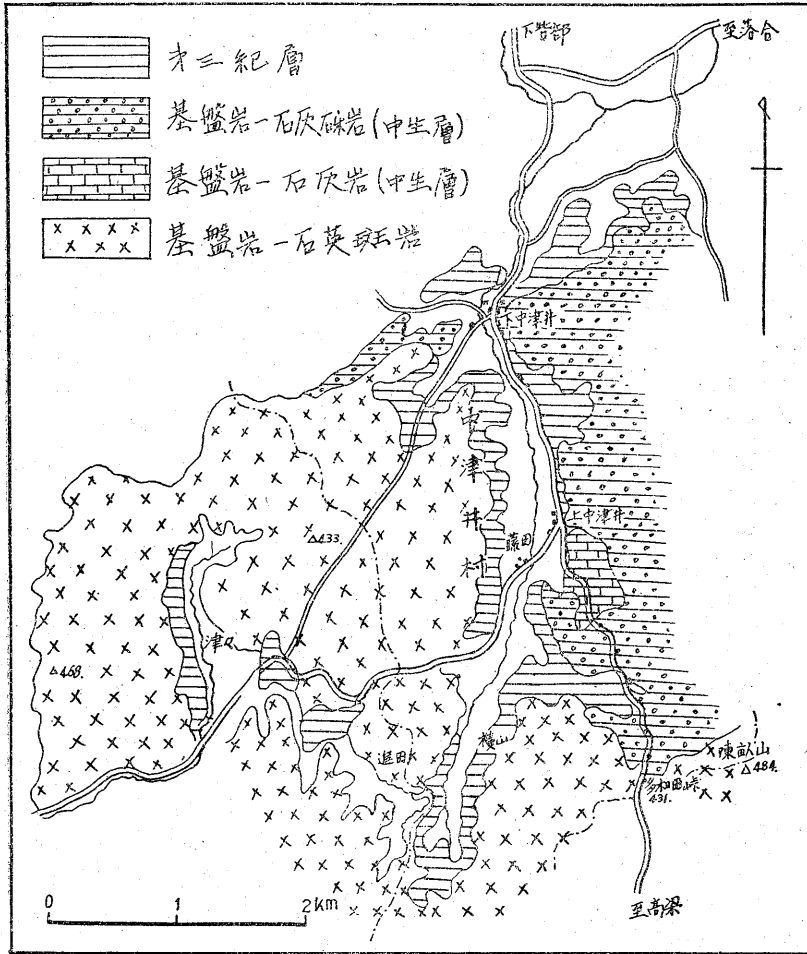 下呰部
至落合
才三紀層
基盤岩-石灰礫岩(中生層)
基盤岩-石灰岩(中生層)
基盤岩-石英斑岩
下中津井
中津井村
上中津井
藤田
△433.
津々
△468.
進田
横山
陳畝山
△484.
多和田峠
431.
0 1 2km
至高梁